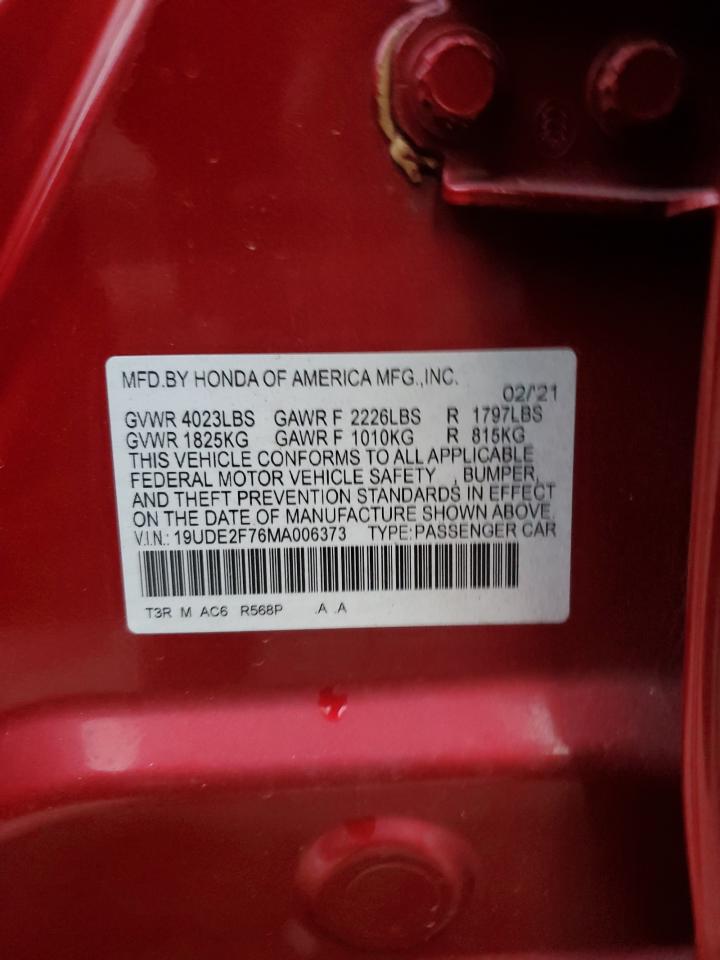 MFD.BY HONDA OF AMERICA MFG.,INC.
02/'21
GVWR 4023LBS GAWR F 2226LBS R 1797LBS
GVWR 1825KG GAWR F 1010KG R 815KG
THIS VEHICLE CONFORMS TO ALL APPLICABLE
FEDERAL MOTOR VEHICLE SAFETY , BUMPER,
AND THEFT PREVENTION STANDARDS IN EFFECT
ON THE DATE OF MANUFACTURE SHOWN ABOVE.
V.I.N.: 19UDE2F76MA006373 TYPE:PASSENGER CAR
T3R M AC6 R568P .A .A